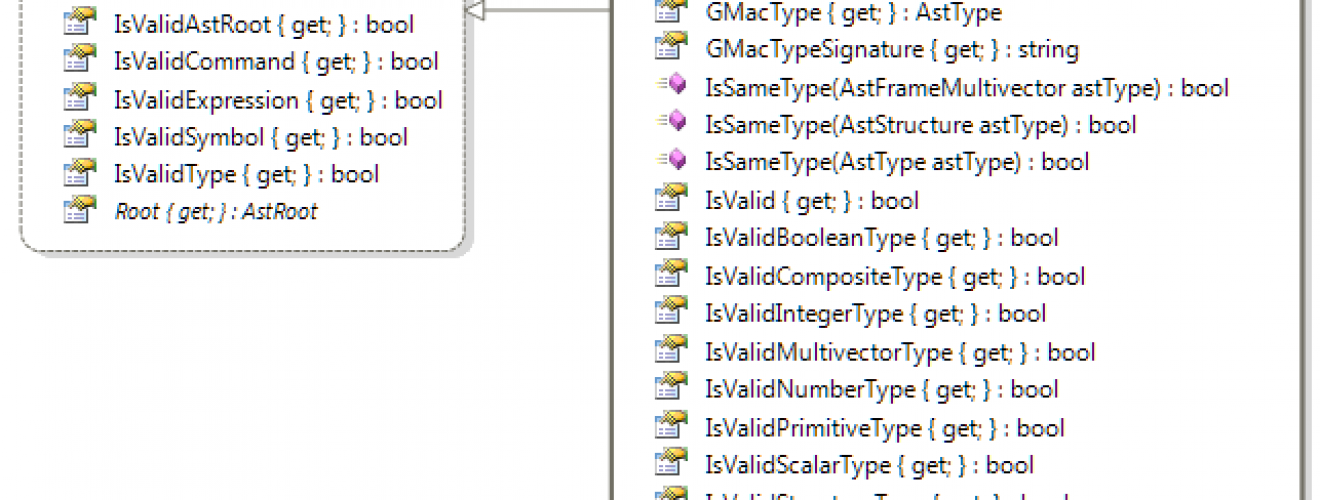 IsValidAstRoot { get; } : bool
IsValidCommand { get; } : bool
IsValidExpression { get; } : bool
IsValidSymbol { get; } : bool
IsValidType { get; } : bool
Root { get; } : AstRoot
GMacType { get; } : AstType
GMacTypeSignature { get; } : string
IsSameType(AstFrameMultivector astType) : bool
IsSameType(AstStructure astType) : bool
IsSameType(AstType astType) : bool
IsValid { get; } : bool
IsValidBooleanType { get; } : bool
IsValidCompositeType { get; } : bool
IsValidIntegerType { get; } : bool
IsValidMultivectorType { get; } : bool
IsValidNumberType { get; } : bool
IsValidPrimitiveType { get; } : bool
IsValidScalarType { get; } : bool